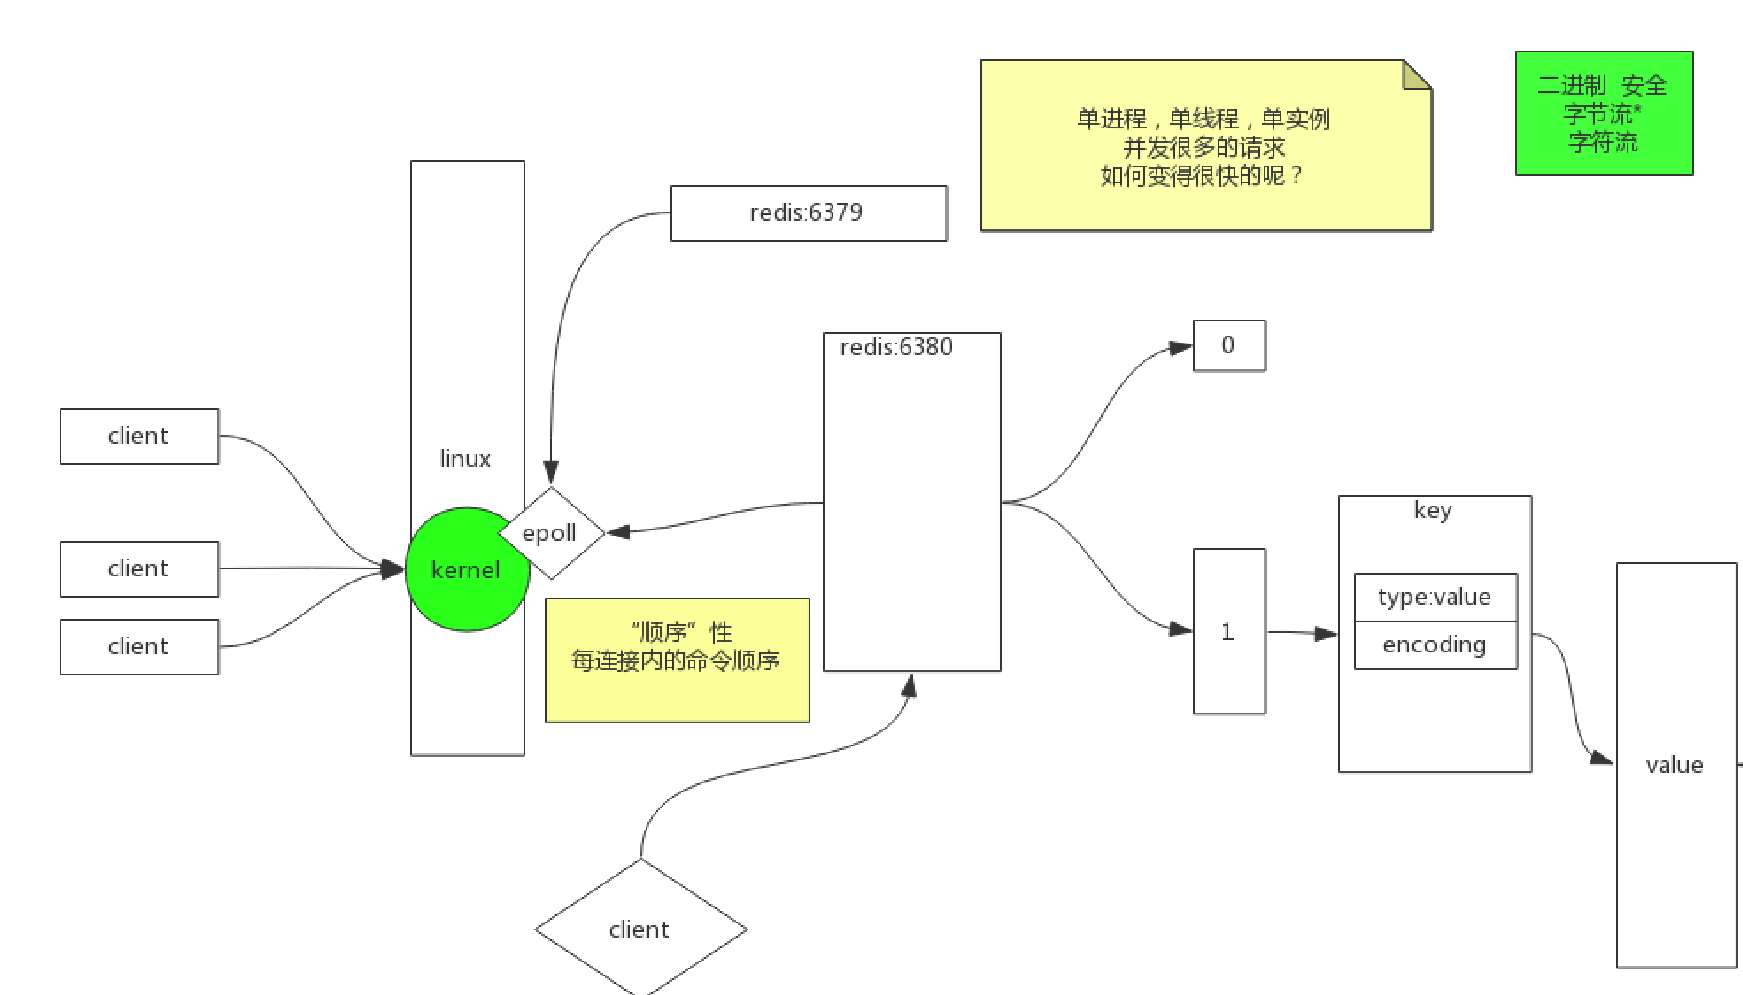 二进制 安全
字节流*
字符流
单进程，单线程，单实例
并发很多的请求
如何变得很快的呢？
redis:6379
redis:6380
0
client
linux
epoll
kernel
client
client
“顺序”性
每连接内的命令顺序
1
key
type:value
encoding
value
client